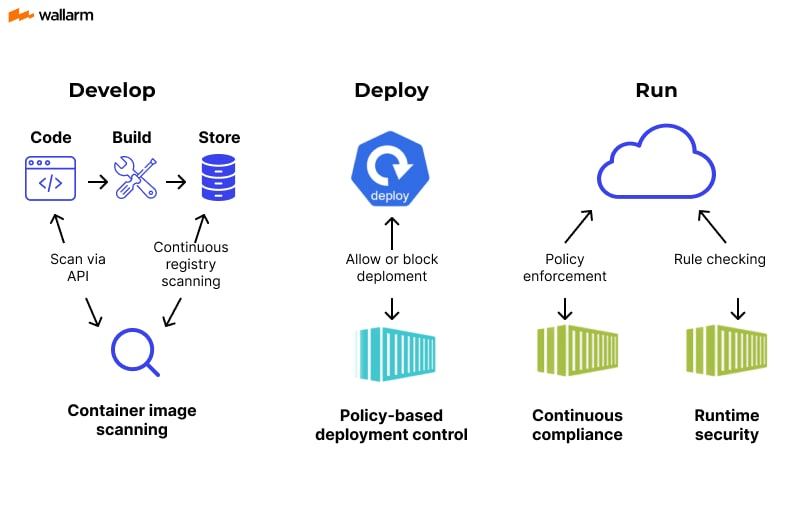 wallarm
Develop
Deploy
Run
Code
Build
Store
</>
deploy
Scan via
API
Continuous
registry
scanning
Allow or block
deploment
Policy
enforcement
Rule checking
Container image
scanning
Policy-based
deployment control
Continuous
compliance
Runtime
security